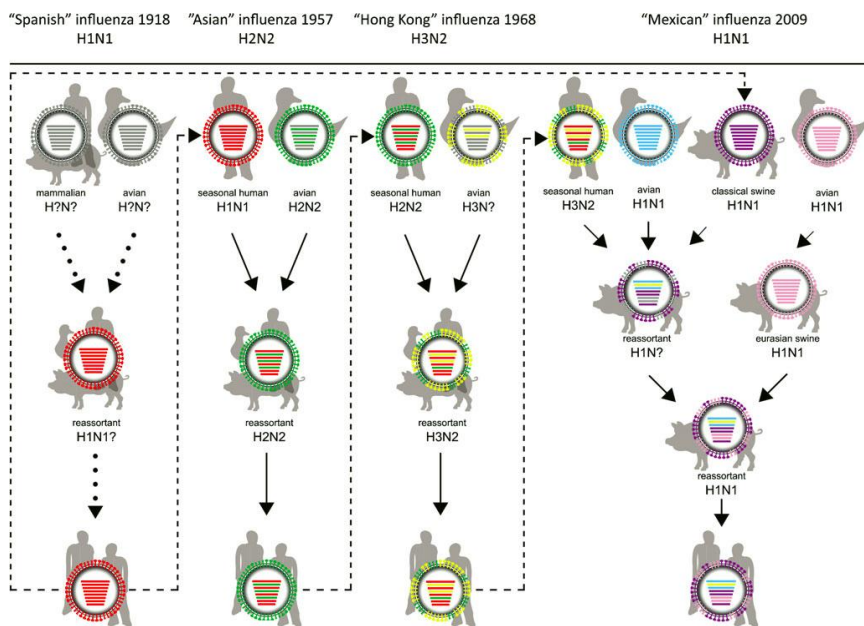 “Spanish” influenza 1918
H1N1
“Asian” influenza 1957
H2N2
“Hong Kong” influenza 1968
H3N2
“Mexican” influenza 2009
H1N1
mammalian
H?N?
avian
H?N?
seasonal human
H1N1
avian
H2N2
seasonal human
H2N2
avian
H3N?
seasonal human
H3N2
avian
H1N1
classical swine
H1N1
avian
H1N1
reassortant
H1N1?
reassortant
H2N2
reassortant
H3N2
reassortant
H1N?
eurasian swine
H1N1
reassortant
H1N1